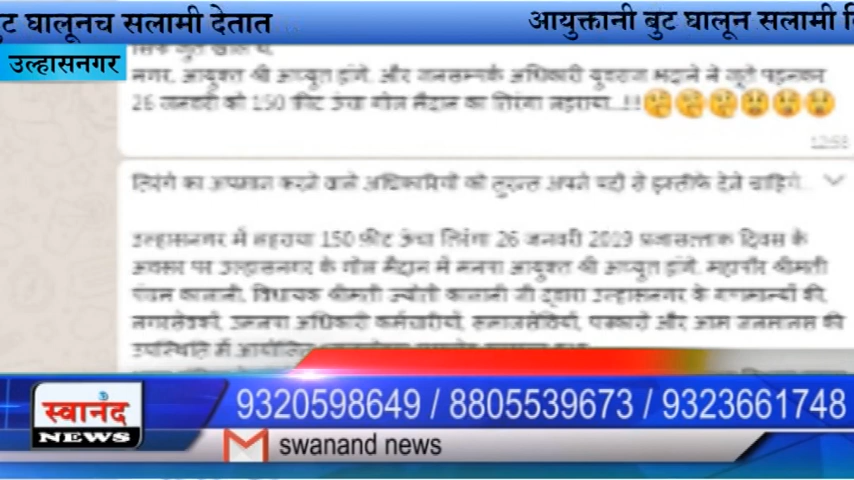 ट घालूनच सलामी देतात
आयुक्तानी बुट घालून सलामी
उल्हासनगर
नगर, आयुक्त श्री अच्युत हांगे, और जनसम्पर्क अधिकारी युवराज भदाने ने जूते पहनकर
26 जनवरी को 150 फीट ऊंचा गोल मैदान का तिरंगा लहराया...!!!
12:58
तिरंगे का अपमान करने वाले अधिकारियों को तुरन्त अपने पदों से इस्तीफे देने चाहिये..
उल्हासनगर में लहराया 150 फ़ीट ऊंचा तिरंगा 26 जनवरी 2019 प्रजासत्ताक दिवस के
अवसर पर उल्हासनगर के गोल मैदान में मनपा आयुक्त श्री अच्युत हांगे, महापौर श्रीमती
पंचम कालानी, विधायक श्रीमती ज्योती कालानी जी द्वारा उल्हासनगर के गणमान्यों की,
नगरसेवको, उमनपा अधिकारी कर्मचारीयों, समाजसेवियों, पत्रकारो और आम जनमानस की
उपस्थिति में आयोजित
स्वानंद
NEWS
9320598649 / 8805539673 / 9323661748
swanand news